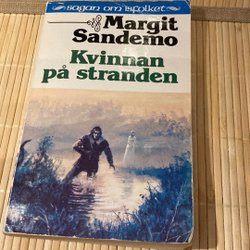 sagan om isfolket
Margit
Sandemo
Kvinnan
på stranden